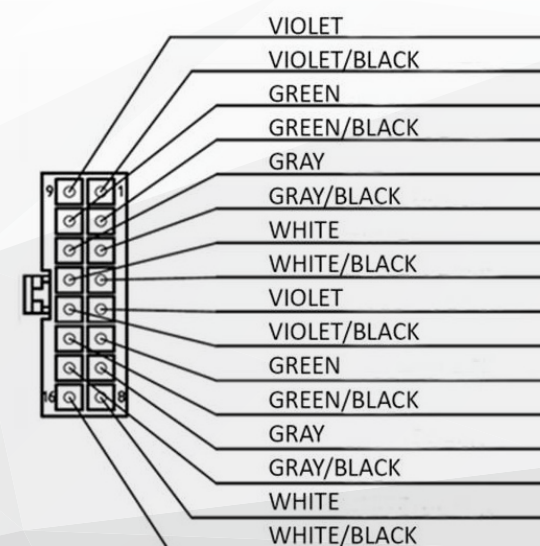 VIOLET
VIOLET/BLACK
GREEN
GREEN/BLACK
GRAY
GRAY/BLACK
WHITE
WHITE/BLACK
VIOLET
VIOLET/BLACK
GREEN
GREEN/BLACK
GRAY
GRAY/BLACK
WHITE
WHITE/BLACK
9 1
16 8